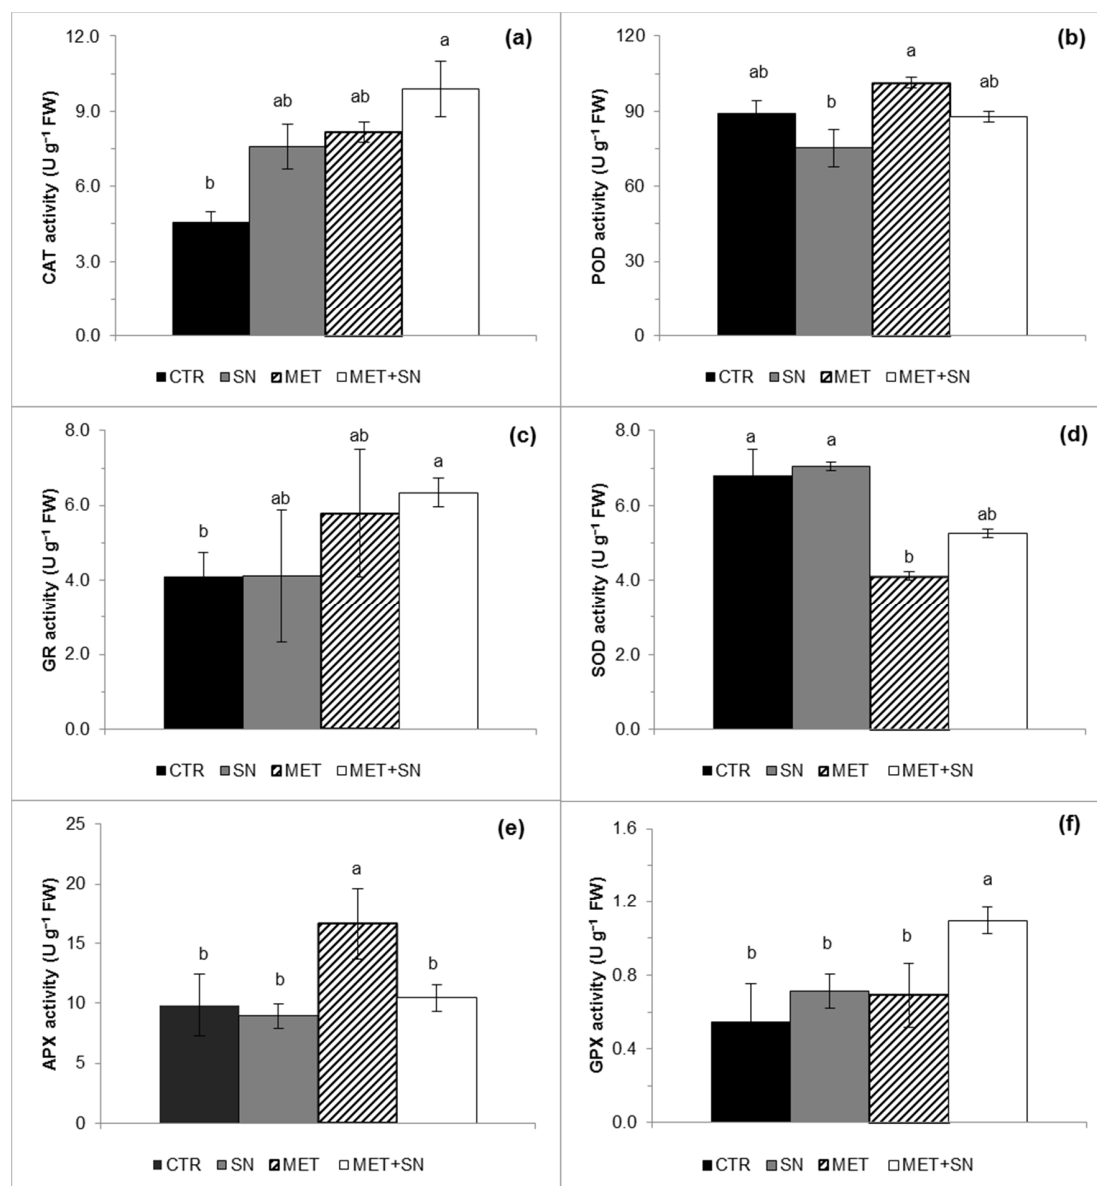 (a)
CAT activity (U g⁻¹ FW)
12.0
9.0
6.0
3.0
0.0
b
ab
ab
a
CTR SN MET MET+SN
(b)
POD activity (U g⁻¹ FW)
120
90
60
30
0
ab
b
a
ab
CTR SN MET MET+SN
(c)
GR activity (U g⁻¹ FW)
8.0
6.0
4.0
2.0
0.0
b
ab
ab
a
CTR SN MET MET+SN
(d)
SOD activity (U g⁻¹ FW)
8.0
6.0
4.0
2.0
0.0
a
a
b
ab
CTR SN MET MET+SN
(e)
APX activity (U g⁻¹ FW)
25
20
15
10
5
0
b
b
a
b
CTR SN MET MET+SN
(f)
GPX activity (U g⁻¹ FW)
1.6
1.2
0.8
0.4
0.0
b
b
b
a
CTR SN MET MET+SN